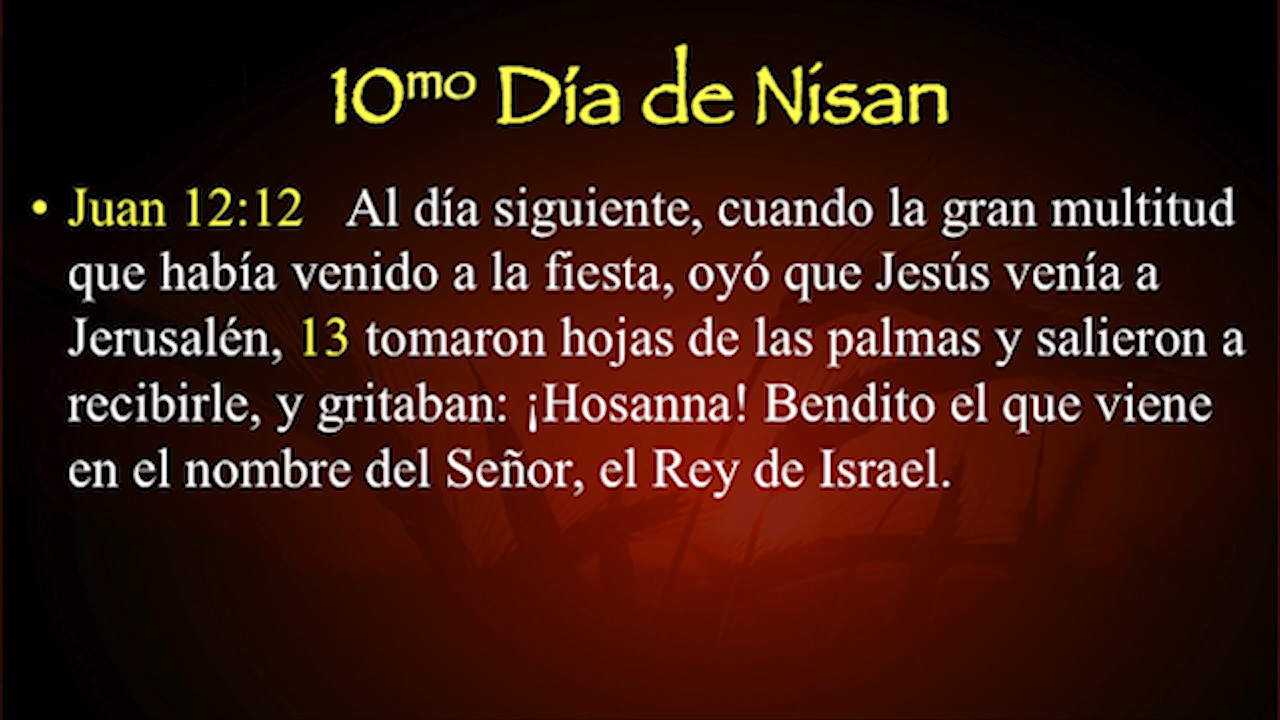 10mo Día de Nisan
• Juan 12:12 Al día siguiente, cuando la gran multitud
que había venido a la fiesta, oyó que Jesús venía a
Jerusalén, 13 tomaron hojas de las palmas y salieron a
recibirle, y gritaban: ¡Hosanna! Bendito el que viene
en el nombre del Señor, el Rey de Israel.